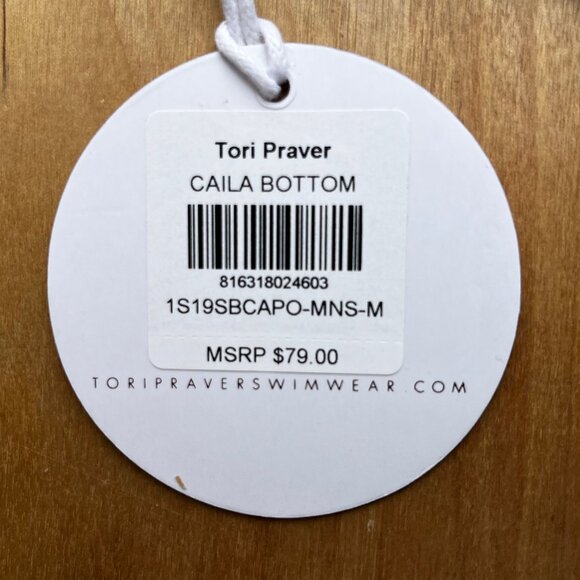 Tori Praver
CAILA BOTTOM
816318024603
1S19SBCAPO-MNS-M
MSRP $79.00
TORIPRAVERSWIMWEAR.COM